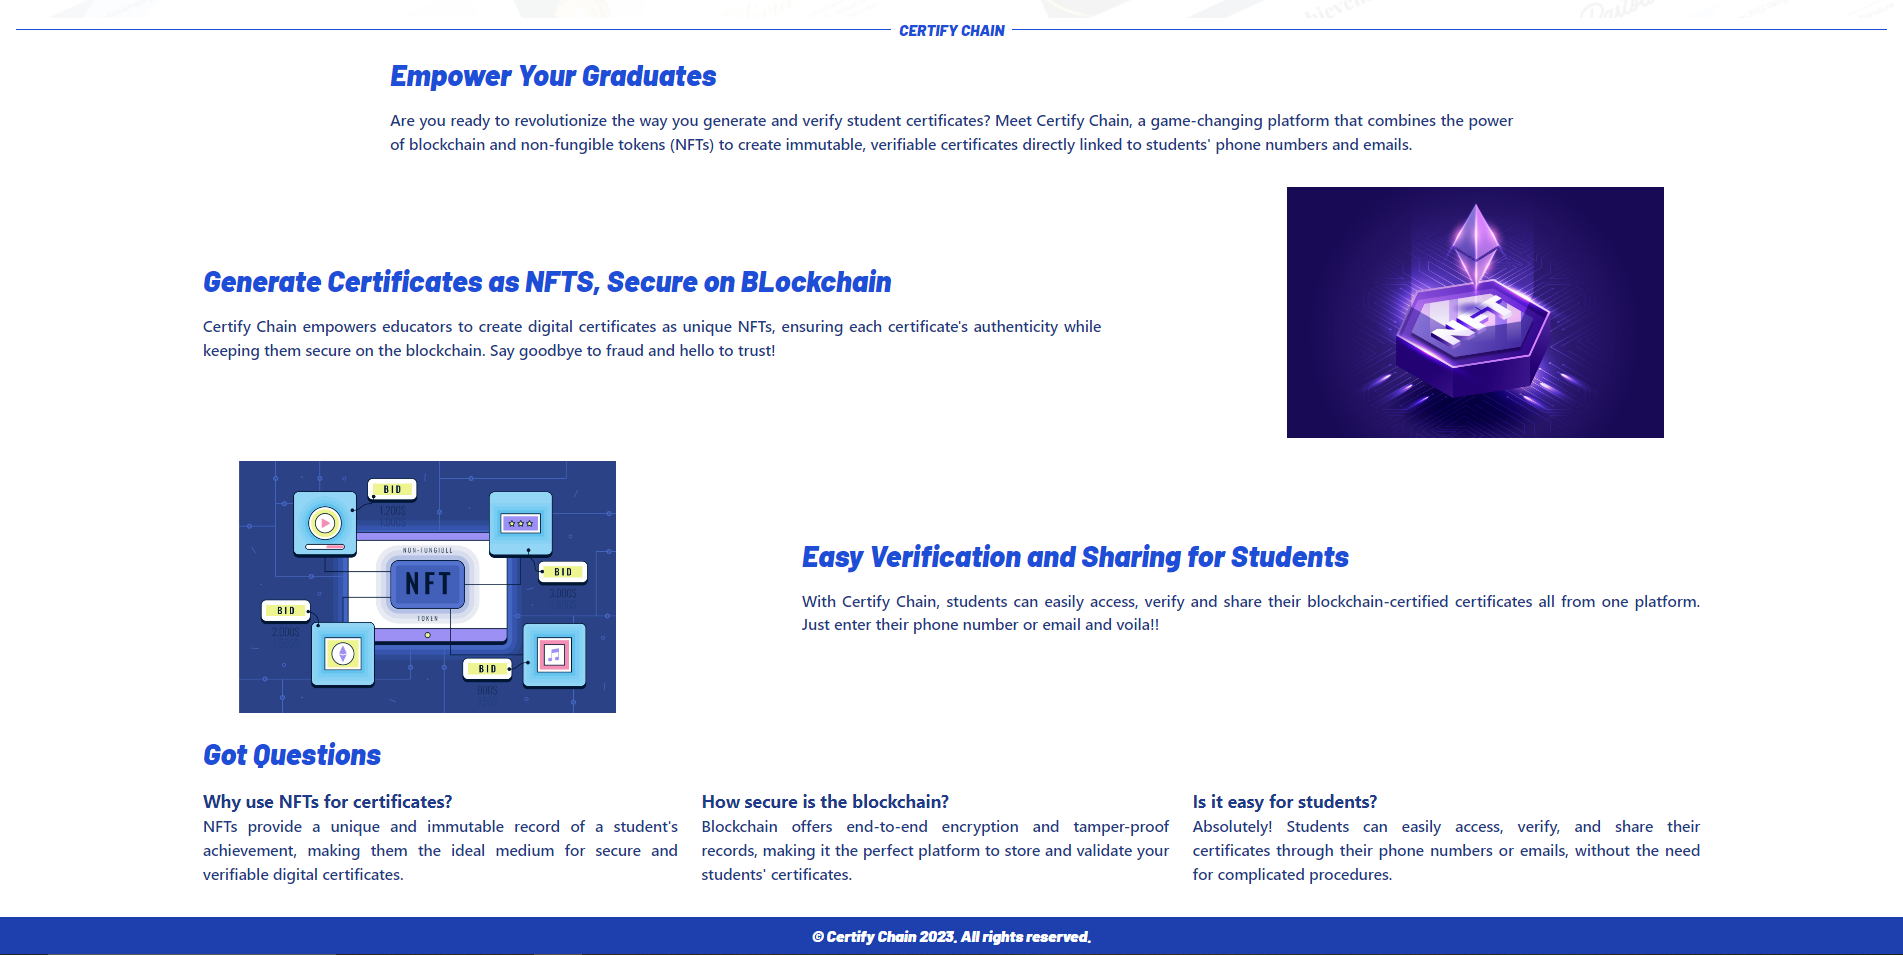 CERTIFY CHAIN
Empower Your Graduates
Are you ready to revolutionize the way you generate and verify student certificates? Meet Certify Chain, a game-changing platform that combines the power
of blockchain and non-fungible tokens (NFTs) to create immutable, verifiable certificates directly linked to students' phone numbers and emails.
NFT
Generate Certificates as NFTS, Secure on BLockchain
Certify Chain empowers educators to create digital certificates as unique NFTs, ensuring each certificate's authenticity while
keeping them secure on the blockchain. Say goodbye to fraud and hello to trust!
BID
1.200$
NON-FUNGIBLE
NFT
TOKEN
BID
3.000$
BID
2.000$
BID
900$
Easy Verification and Sharing for Students
With Certify Chain, students can easily access, verify and share their blockchain-certified certificates all from one platform.
Just enter their phone number or email and voila!!
Got Questions
Why use NFTs for certificates?
NFTs provide a unique and immutable record of a student's
achievement, making them the ideal medium for secure and
verifiable digital certificates.
How secure is the blockchain?
Blockchain offers end-to-end encryption and tamper-proof
records, making it the perfect platform to store and validate your
students' certificates.
Is it easy for students?
Absolutely! Students can easily access, verify, and share their
certificates through their phone numbers or emails, without the need
for complicated procedures.
© Certify Chain 2023. All rights reserved.